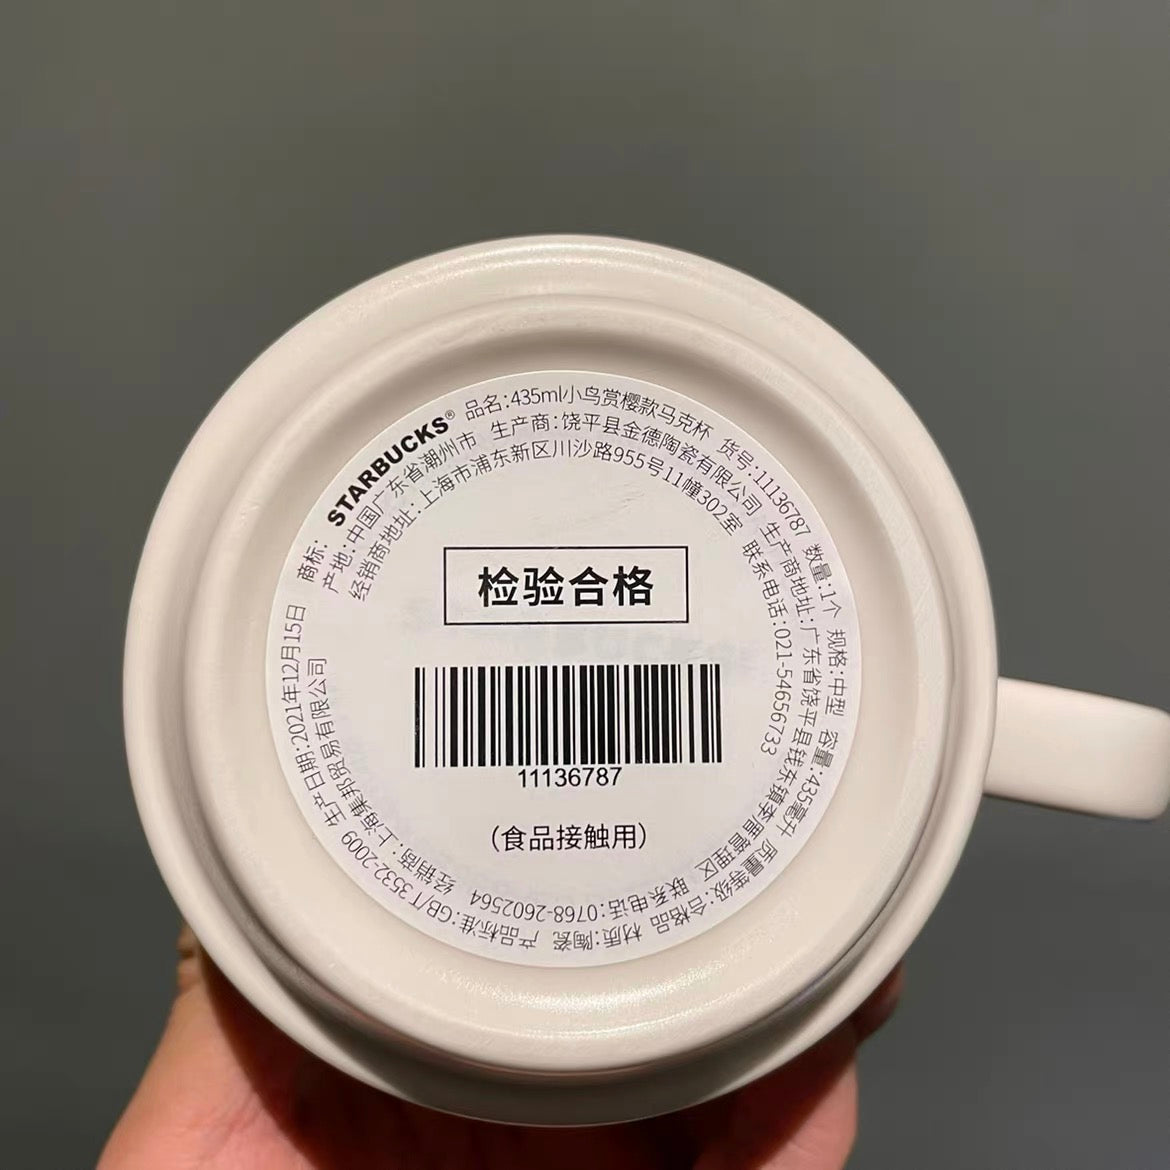 商标: STARBUCKS® 品名:435ml小鸟赏樱款马克杯 货号:11136787 数量:1个 规格:中型 容量:435毫升 质量等级:合格品 材质:陶瓷 产品标准:GB/T 3532-2009 生产日期:2021年12月15日
产地:中国广东省潮州市 生产商:饶平县金德陶瓷有限公司 生产商地址:广东省饶平县钱东镇李厝管理区 联系电话:0768-2602564 经销商:上海集邦贸易有限公司
经销商地址:上海市浦东新区川沙路955号11幢302室 联系电话:021-54656733
检验合格
11136787
(食品接触用)